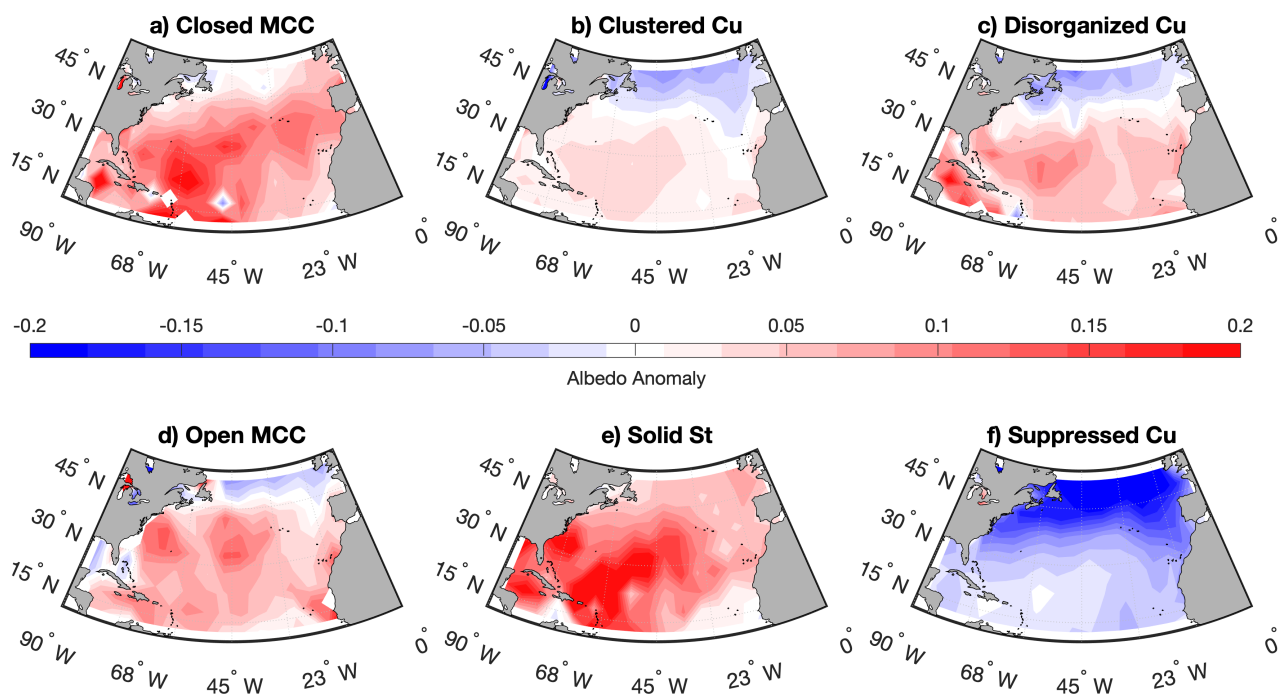 a) Closed MCC
b) Clustered Cu
c) Disorganized Cu
45° N
30° N
15° N
90° W
68° W
45° W
23° W
0°
45° N
30° N
15° N
90° W
68° W
45° W
23° W
0°
45° N
30° N
15° N
90° W
68° W
45° W
23° W
0°
-0.2 -0.15 -0.1 -0.05 0 0.05 0.1 0.15 0.2
Albedo Anomaly
d) Open MCC
e) Solid St
f) Suppressed Cu
45° N
30° N
15° N
90° W
68° W
45° W
23° W
0°
45° N
30° N
15° N
90° W
68° W
45° W
23° W
0°
45° N
30° N
15° N
90° W
68° W
45° W
23° W
0°